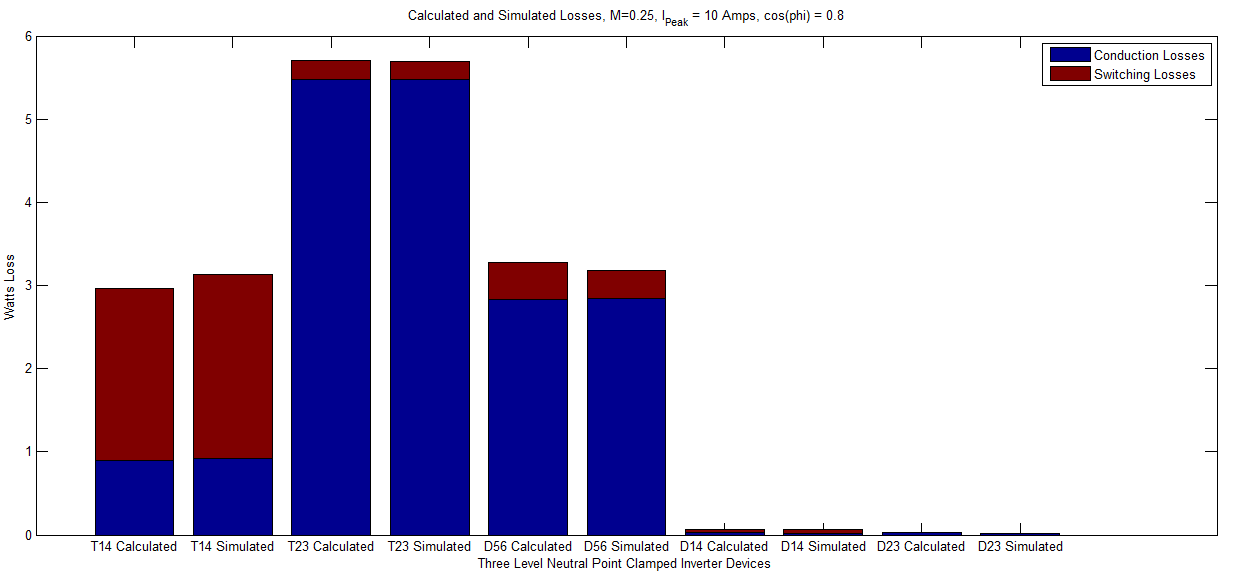 Calculated and Simulated Losses, M=0.25, I_Peak = 10 Amps, cos(phi) = 0.8
6
5
4
3
2
1
0
Watts Loss
Conduction Losses
Switching Losses
T14 Calculated T14 Simulated T23 Calculated T23 Simulated D56 Calculated D56 Simulated D14 Calculated D14 Simulated D23 Calculated D23 Simulated
Three Level Neutral Point Clamped Inverter Devices